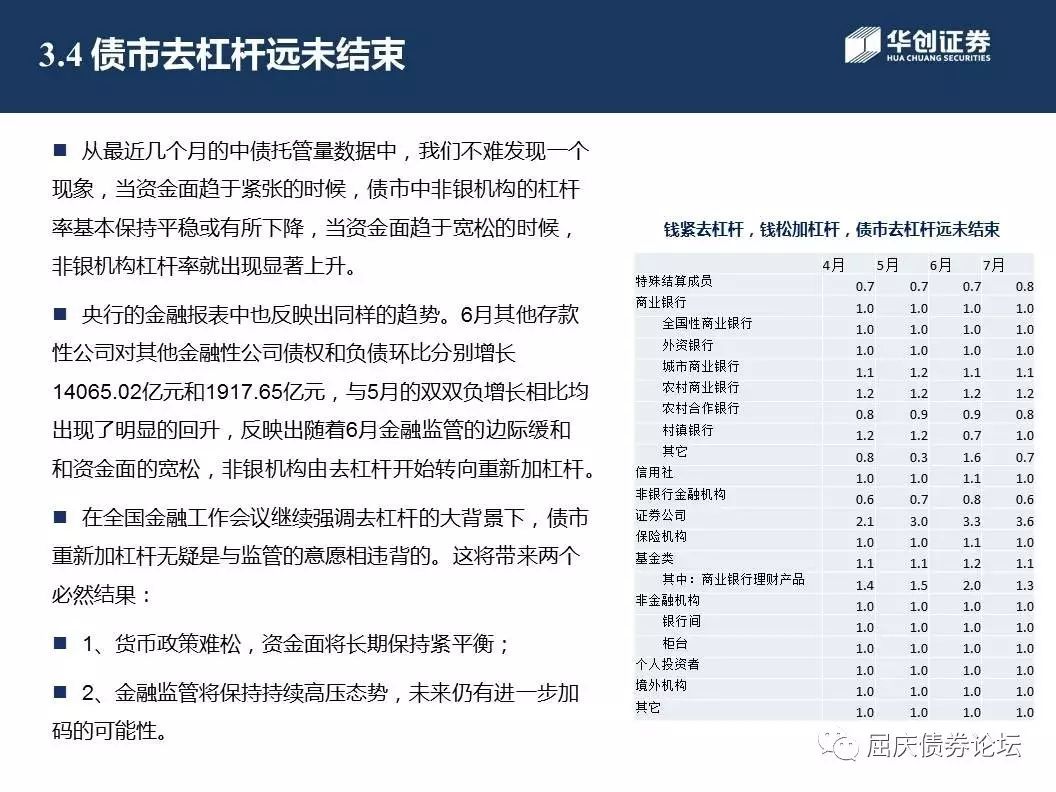 3.4 债市去杠杆远未结束
华创证券
HUA CHUANG SECURITIES
■ 从最近几个月的中债托管量数据中，我们不难发现一个
现象，当资金面趋于紧张的时候，债市中非银机构的杠杆
率基本保持平稳或有所下降，当资金面趋于宽松的时候，
非银机构杠杆率就出现显著上升。
■ 央行的金融报表中也反映出同样的趋势。6月其他存款
性公司对其他金融性公司债权和负债环比分别增长
14065.02亿元和1917.65亿元，与5月的双双负增长相比均
出现了明显的回升，反映出随着6月金融监管的边际缓和
和资金面的宽松，非银机构由去杠杆开始转向重新加杠杆。
■ 在全国金融工作会议继续强调去杠杆的大背景下，债市
重新加杠杆无疑是与监管的意愿相违背的。这将带来两个
必然结果：
■ 1、货币政策难松，资金面将长期保持紧平衡；
■ 2、金融监管将保持持续高压态势，未来仍有进一步加
码的可能性。
钱紧去杠杆，钱松加杠杆，债市去杠杆远未结束
4月 5月 6月 7月
特殊结算成员 0.7 0.7 0.7 0.8
商业银行 1.0 1.0 1.0 1.0
全国性商业银行 1.0 1.0 1.0 1.0
外资银行 1.0 1.0 1.0 1.0
城市商业银行 1.1 1.2 1.1 1.1
农村商业银行 1.2 1.2 1.2 1.2
农村合作银行 0.8 0.9 0.9 0.8
村镇银行 1.2 1.2 0.7 1.0
其它 0.8 0.3 1.6 0.7
信用社 1.0 1.0 1.1 1.0
非银行金融机构 0.6 0.7 0.8 0.6
证券公司 2.1 3.0 3.3 3.6
保险机构 1.0 1.0 1.1 1.0
基金类 1.1 1.1 1.2 1.1
其中：商业银行理财产品 1.4 1.5 2.0 1.3
非金融机构 1.0 1.0 1.0 1.0
银行间 1.0 1.0 1.0 1.0
柜台 1.0 1.0 1.0 1.0
个人投资者 1.0 1.0 1.0 1.0
境外机构 1.0 1.0 1.0 1.0
其它 1.0 1.0 1.0 1.0
屈庆债券论坛